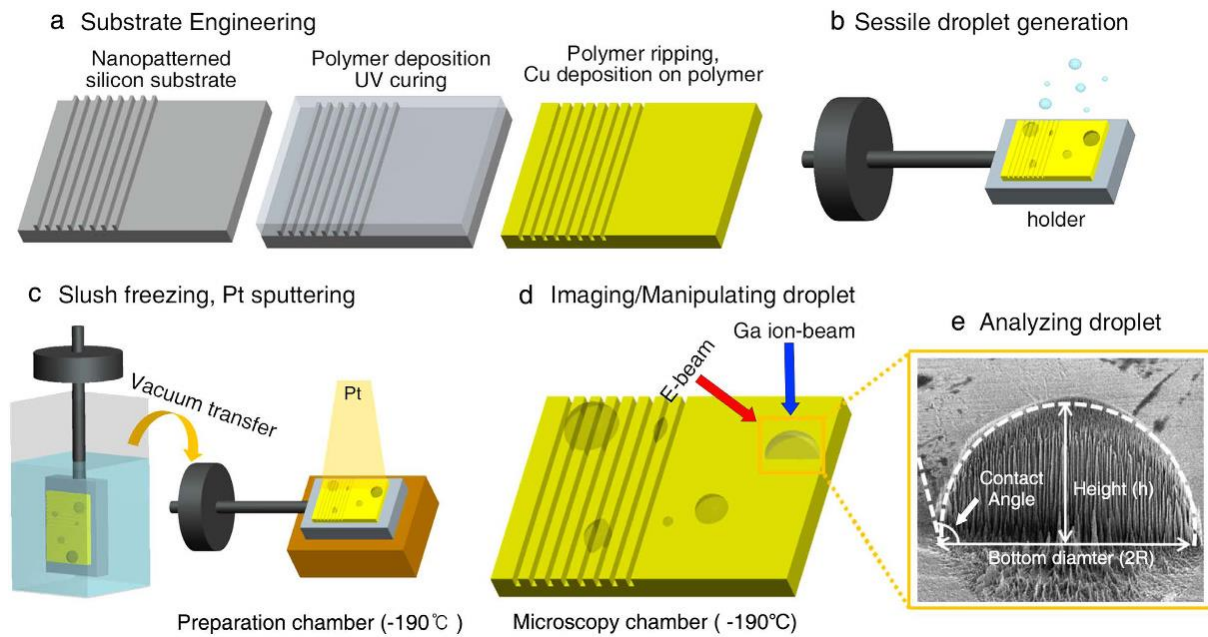 a Substrate Engineering
Nanopatterned
silicon substrate
Polymer deposition
UV curing
Polymer ripping,
Cu deposition on polymer
b Sessile droplet generation
holder
c Slush freezing, Pt sputtering
Vacuum transfer
Pt
Preparation chamber (-190℃)
d Imaging/Manipulating droplet
Ga ion-beam
E-beam
Microscopy chamber ( -190℃)
e Analyzing droplet
Contact
Angle
Height (h)
Bottom diamter (2R)